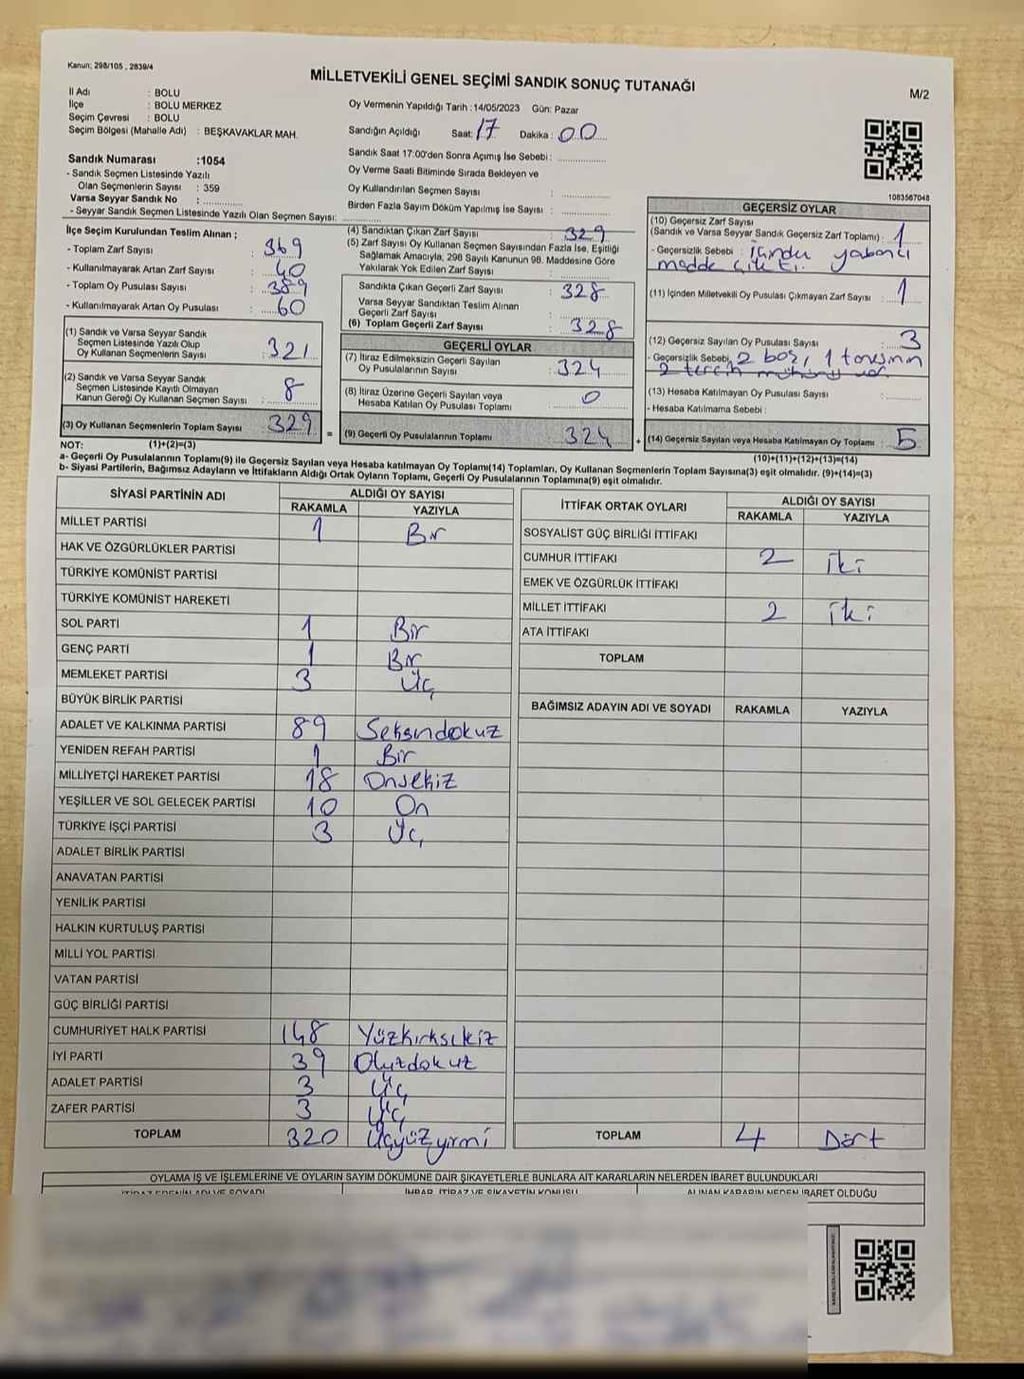 Kanun: 298/105 , 2839/4
MİLLETVEKİLİ GENEL SEÇİMİ SANDIK SONUÇ TUTANAĞI
M/2
İl Adı : BOLU
İlçe : BOLU MERKEZ
Seçim Çevresi : BOLU
Seçim Bölgesi (Mahalle Adı) : BEŞKAVAKLAR MAH.
Oy Vermenin Yapıldığı Tarih :14/05/2023 Gün: Pazar
Sandığın Açıldığı Saat: 17 Dakika: 00
Sandık Numarası :1054
- Sandık Seçmen Listesinde Yazılı
Olan Seçmenlerin Sayısı : 359
Varsa Seyyar Sandık No :
- Seyyar Sandık Seçmen Listesinde Yazılı Olan Seçmen Sayısı:
Sandık Saat 17:00'den Sonra Açımış İse Sebebi :
Oy Verme Saati Bitiminde Sırada Bekleyen ve
Oy Kullandırılan Seçmen Sayısı :
Birden Fazla Sayım Döküm Yapılmış İse Sayısı :
1083567048
İlçe Seçim Kurulundan Teslim Alınan ;
- Toplam Zarf Sayısı : 369
- Kullanılmayarak Artan Zarf Sayısı : 40
- Toplam Oy Pusulası Sayısı : 389
- Kullanılmayarak Artan Oy Pusulası : 60
(1) Sandık ve Varsa Seyyar Sandık
Seçmen Listesinde Yazılı Olup
Oy Kullanan Seçmenlerin Sayısı : 321
(2) Sandık ve Varsa Seyyar Sandık
Seçmen Listesinde Kayıtlı Olmayan
Kanun Gereği Oy Kullanan Seçmen Sayısı : 8
(3) Oy Kullanan Seçmenlerin Toplam Sayısı : 329
(1)+(2)=(3)
(4) Sandıktan Çıkan Zarf Sayısı : 329
(5) Zarf Sayısı Oy Kullanan Seçmen Sayısından Fazla İse, Eşitliği
Sağlamak Amacıyla, 298 Sayılı Kanunun 98. Maddesine Göre
Yakılarak Yok Edilen Zarf Sayısı :
Sandıkta Çıkan Geçerli Zarf Sayısı : 328
Varsa Seyyar Sandıktan Teslim Alınan
Geçerli Zarf Sayısı :
(6) Toplam Geçerli Zarf Sayısı : 328
GEÇERLİ OYLAR
(7) İtiraz Edilmeksizin Geçerli Sayılan
Oy Pusulalarının Sayısı : 324
(8) İtiraz Üzerine Geçerli Sayılan veya
Hesaba Katılan Oy Pusulası Toplamı : 0
= (9) Geçerli Oy Pusulalarının Toplamı : 324
GEÇERSİZ OYLAR
(10) Geçersiz Zarf Sayısı
(Sandık ve Varsa Seyyar Sandık Geçersiz Zarf Toplamı) : 1
- Geçersizlik Sebebi : içinden yabancı
madde çıktı.
(11) İçinden Milletvekili Oy Pusulası Çıkmayan Zarf Sayısı : 1
(12) Geçersiz Sayılan Oy Pusulası Sayısı : 3
- Geçersizlik Sebebi : 2 boş, 1 tanesinin
2 tercih mühürü var
(13) Hesaba Katılmayan Oy Pusulası Sayısı :
- Hesaba Katılmama Sebebi :
+ (14) Geçersiz Sayılan veya Hesaba Katılmayan Oy Toplamı : 5
(10)+(11)+(12)+(13)=(14)
NOT:
a- Geçerli Oy Pusulalarının Toplamı(9) ile Geçersiz Sayılan veya Hesaba katılmayan Oy Toplamı(14) Toplamları, Oy Kullanan Seçmenlerin Toplam Sayısına(3) eşit olmalıdır. (9)+(14)=(3)
b- Siyasi Partilerin, Bağımsız Adayların ve İttifakların Aldığı Ortak Oyların Toplamı, Geçerli Oy Pusulalarının Toplamına(9) eşit olmalıdır.
SİYASİ PARTİNİN ADI ALDIĞI OY SAYISI
RAKAMLA YAZIYLA
MİLLET PARTİSİ 1 Bir
HAK VE ÖZGÜRLÜKLER PARTİSİ
TÜRKİYE KOMÜNİST PARTİSİ
TÜRKİYE KOMÜNİST HAREKETİ
SOL PARTİ 1 Bir
GENÇ PARTİ 1 Bir
MEMLEKET PARTİSİ 3 Üç
BÜYÜK BİRLİK PARTİSİ
ADALET VE KALKINMA PARTİSİ 89 Seksendokuz
YENİDEN REFAH PARTİSİ 1 Bir
MİLLİYETÇİ HAREKET PARTİSİ 18 Onsekiz
YEŞİLLER VE SOL GELECEK PARTİSİ 10 On
TÜRKİYE İŞÇİ PARTİSİ 3 Üç
ADALET BİRLİK PARTİSİ
ANAVATAN PARTİSİ
YENİLİK PARTİSİ
HALKIN KURTULUŞ PARTİSİ
MİLLİ YOL PARTİSİ
VATAN PARTİSİ
GÜÇ BİRLİĞİ PARTİSİ
CUMHURİYET HALK PARTİSİ 148 Yüzkırksekiz
İYİ PARTİ 39 Otuzdokuz
ADALET PARTİSİ 3 Üç
ZAFER PARTİSİ 3 Üç
TOPLAM 320 Üçyüzyirmi
İTTİFAK ORTAK OYLARI ALDIĞI OY SAYISI
RAKAMLA YAZIYLA
SOSYALİST GÜÇ BİRLİĞİ İTTİFAKI
CUMHUR İTTİFAKI 2 İki
EMEK VE ÖZGÜRLÜK İTTİFAKI
MİLLET İTTİFAKI 2 iki
ATA İTTİFAKI
TOPLAM
BAĞIMSIZ ADAYIN ADI VE SOYADI RAKAMLA YAZIYLA
TOPLAM 4 Dört
OYLAMA İŞ VE İŞLEMLERİNE VE OYLARIN SAYIM DÖKÜMÜNE DAİR ŞİKAYETLERLE BUNLARA AİT KARARLARIN NELERDEN İBARET BULUNDUKLARI
İTİRAZ EDENİN ADI VE SOYADI İHBAR, İTİRAZ VE ŞİKAYETİN KONUSU ALINAN KARARIN NEDEN İBARET OLDUĞU